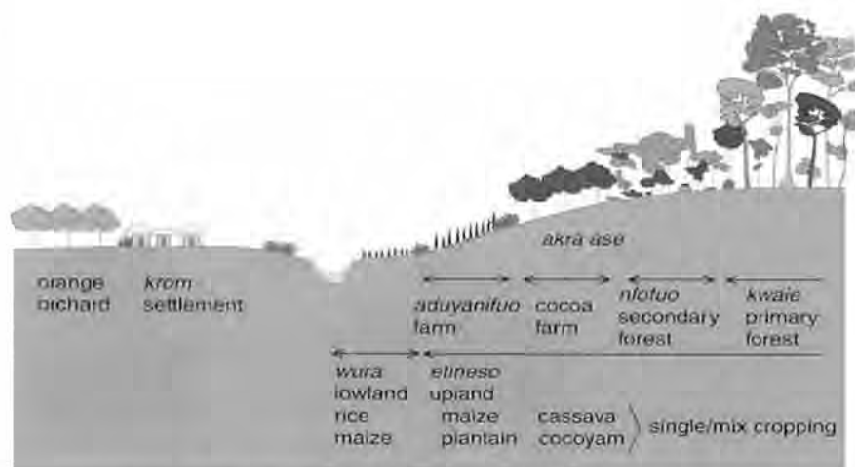 akra ase
orange krom
orchard settlement
aduyanifuo cocoa nfofuo kwaie
farm farm secondary primary
forest forest
wura
lowland upland
rice maize cassava
maize plantain cocoyam
single/mix cropping